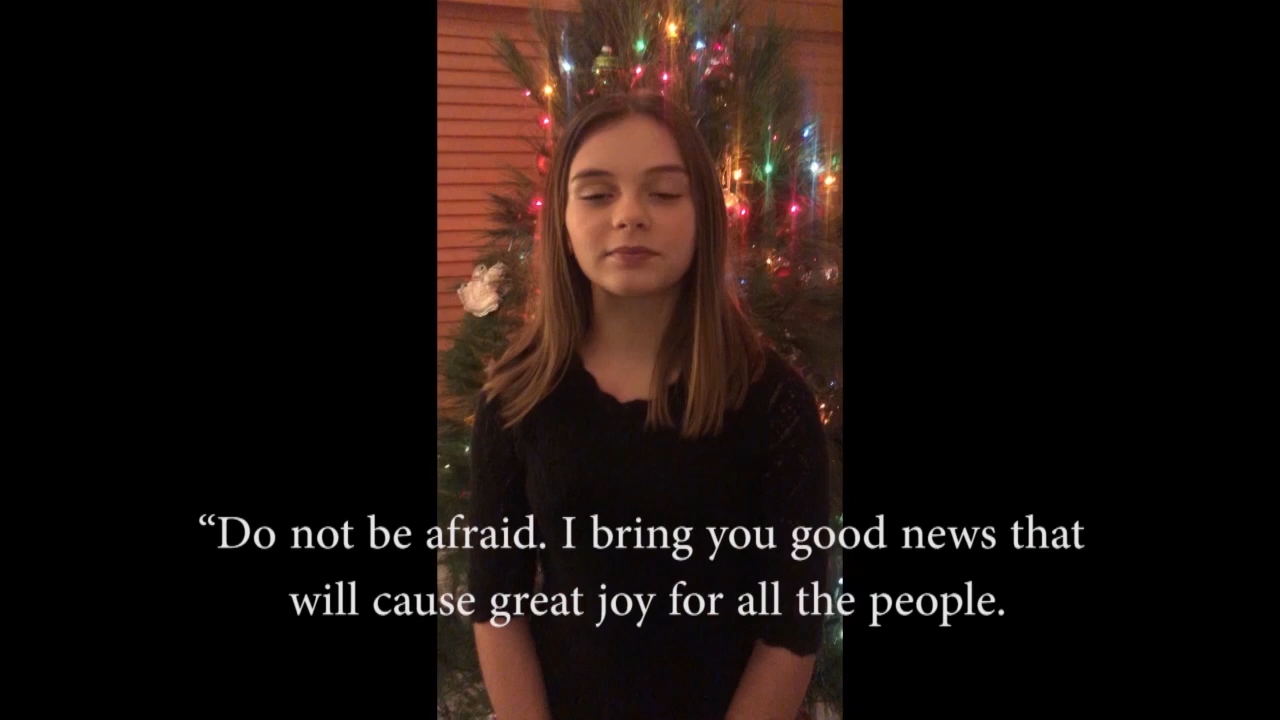 “Do not be afraid. I bring you good news that
will cause great joy for all the people.